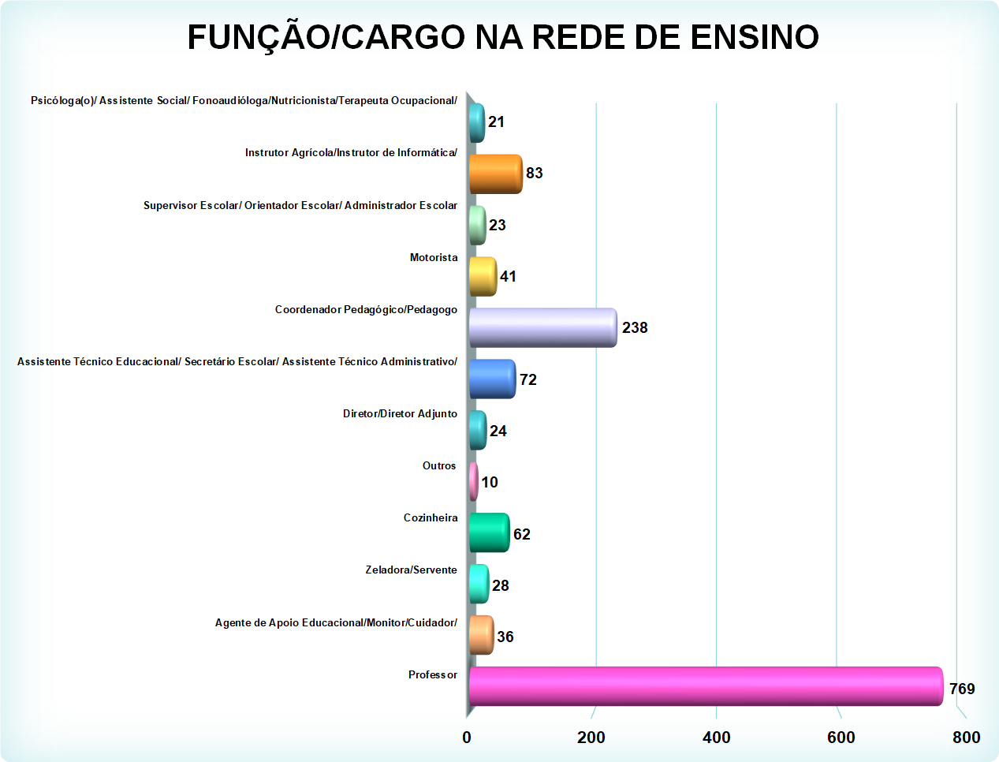 FUNÇÃO/CARGO NA REDE DE ENSINO
Psicóloga(o)/ Assistente Social/ Fonoaudióloga/Nutricionista/Terapeuta Ocupacional/
21
Instrutor Agrícola/Instrutor de Informática/
83
Supervisor Escolar/ Orientador Escolar/ Administrador Escolar
23
Motorista
41
Coordenador Pedagógico/Pedagogo
238
Assistente Técnico Educacional/ Secretário Escolar/ Assistente Técnico Administrativo/
72
Diretor/Diretor Adjunto
24
Outros
10
Cozinheira
62
Zeladora/Servente
28
Agente de Apoio Educacional/Monitor/Cuidador/
36
Professor
769
0 200 400 600 800